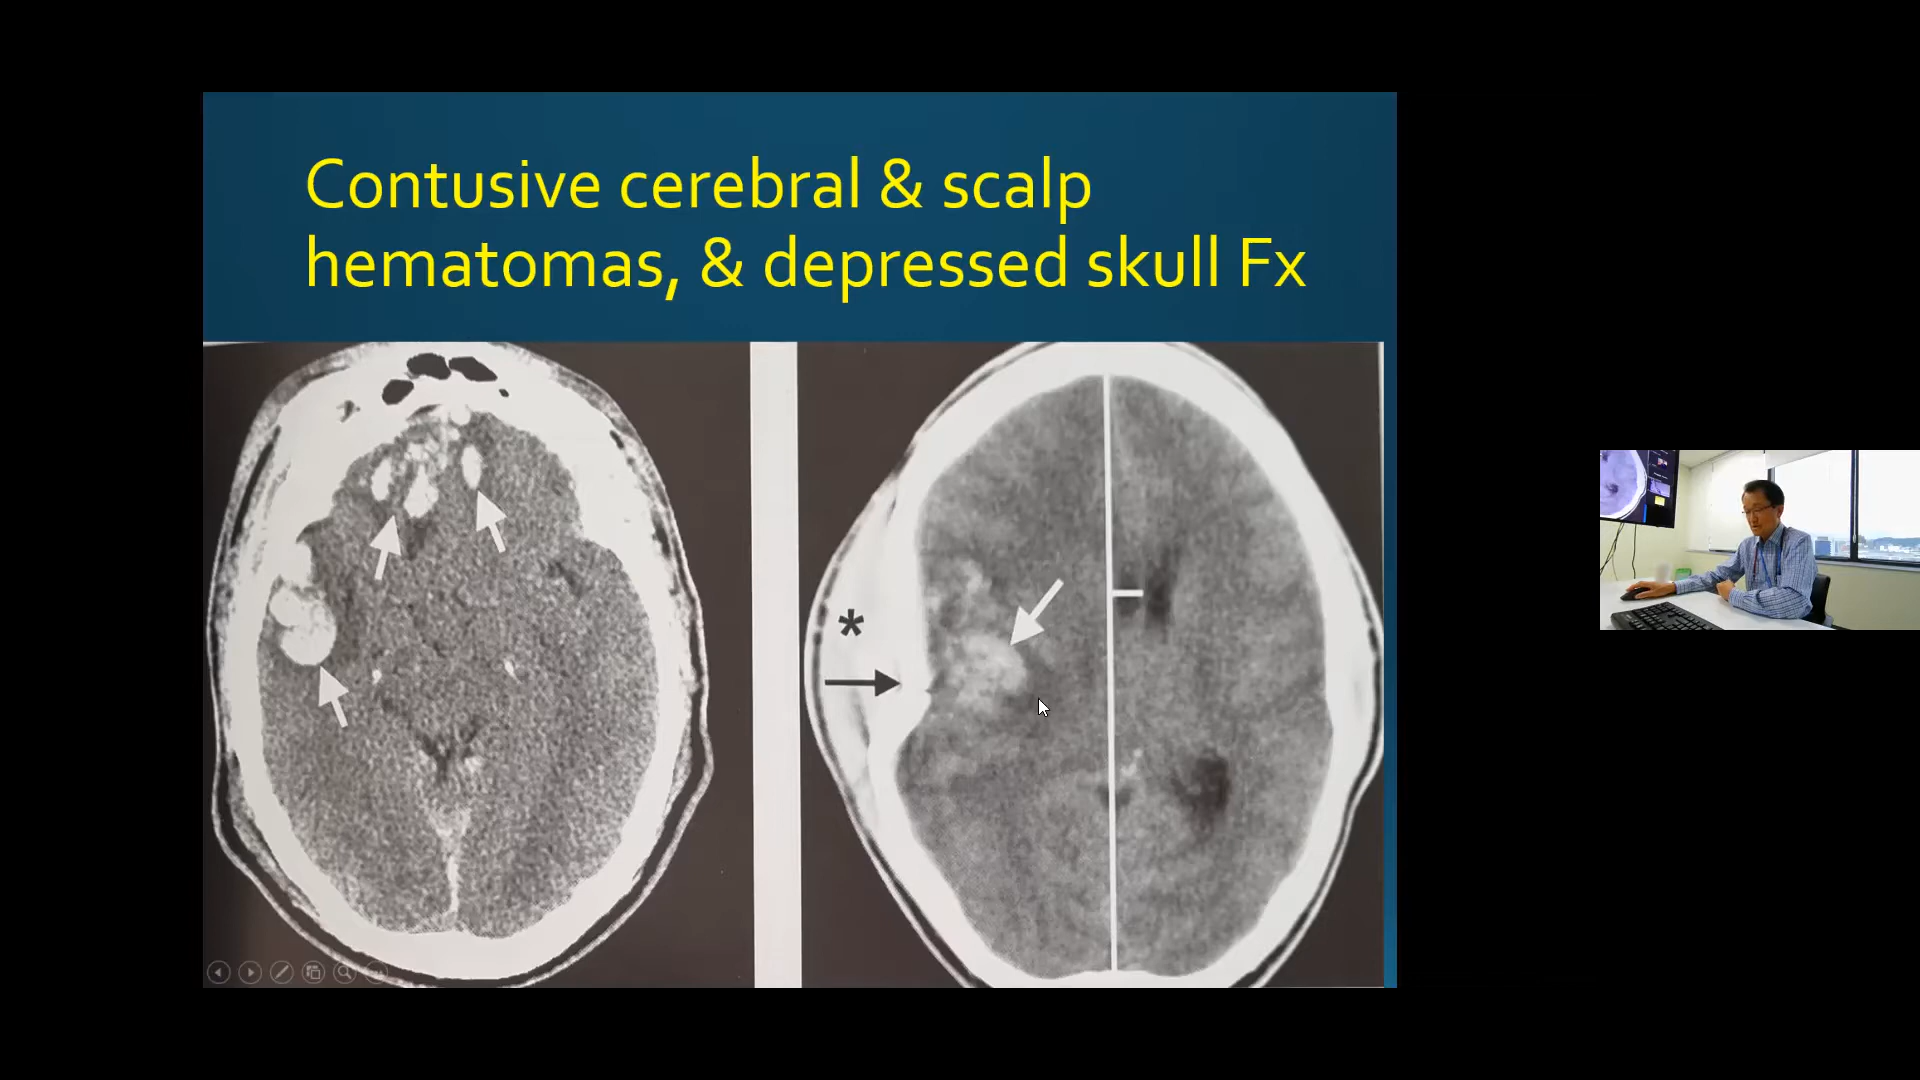 Contusive cerebral & scalp
hematomas, & depressed skull Fx
*